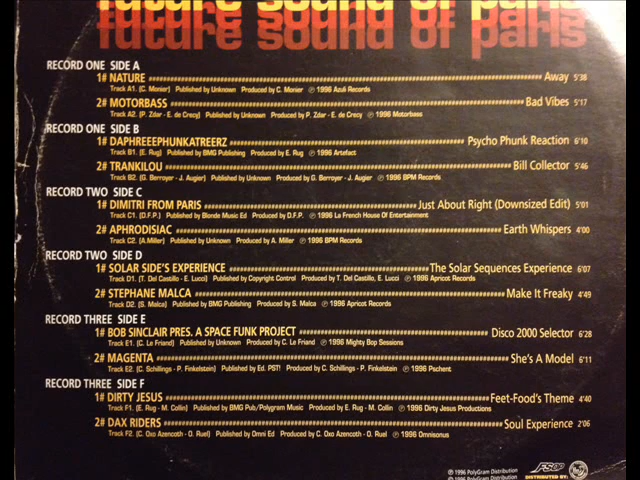 future sound of paris
future sound of paris
RECORD ONE SIDE A
1# NATURE Away 5'38
Track A1. (C. Monier) Published by Unknown Produced by C. Monier ℗ 1996 Azuli Records
2# MOTORBASS Bad Vibes 5'17
Track A2. (P. Zdar - E. de Crecy) Published by Unknown Produced by P. Zdar - E. de Crecy ℗ 1996 Motorbass
RECORD ONE SIDE B
1# DAPHREEEPHUNKATREERZ Psycho Phunk Reaction 6'10
Track B1. (E. Rug) Published by BMG Publishing Produced by E. Rug ℗ 1996 Artefact
2# TRANKILOU Bill Collector 5'46
Track B2. (G. Berroyer - J. Augier) Published by Unknown Produced by G. Berroyer - J. Augier ℗ 1996 BPM Records
RECORD TWO SIDE C
1# DIMITRI FROM PARIS Just About Right (Downsized Edit) 5'01
Track C1. (D.F.P.) Published by Blonde Music Ed Produced by D.F.P. ℗ 1996 La French House Of Entertainment
2# APHRODISIAC Earth Whispers 4'00
Track C2. (A.Miller) Published by Unknown Produced by A. Miller ℗ 1996 BPM Records
RECORD TWO SIDE D
1# SOLAR SIDE'S EXPERIENCE The Solar Sequences Experience 6'07
Track D1. (T. Del Castillo - E. Lucci) Published by Copyright Control Produced by T. Del Castillo, E. Lucci ℗ 1996 Apricot Records
2# STEPHANE MALCA Make It Freaky 4'49
Track D2. (S. Malca) Published by BMG Publishing Produced by S. Malca ℗ 1996 Apricot Records
RECORD THREE SIDE E
1# BOB SINCLAIR PRES. A SPACE FUNK PROJECT Disco 2000 Selector 6'28
Track E1. (C. Le Friand) Published by Unknown Produced by C. Le Friand ℗ 1996 Mighty Bop Sessions
2# MAGENTA She's A Model 6'11
Track E2. (C. Schillings - P. Finkelstein) Published by Ed. PST! Produced by C. Schillings - P. Finkelstein ℗ 1996 Pschent
RECORD THREE SIDE F
1# DIRTY JESUS Feet-Food's Theme 4'40
Track F1. (E. Rug - M. Collin) Published by BMG Pub/Polygram Music Produced by E. Rug - M. Collin ℗ 1996 Dirty Jesus Productions
2# DAX RIDERS Soul Experience 2'06
Track F2. (C. Oxo Azencoth - O. Ruel) Published by Omni Ed Produced by C. Oxo Azencoth - O. Ruel ℗ 1996 Omnisonus
℗ 1996 PolyGram Distribution
© 1996 PolyGram Distribution
FSOP
DISTRIBUTED BY: